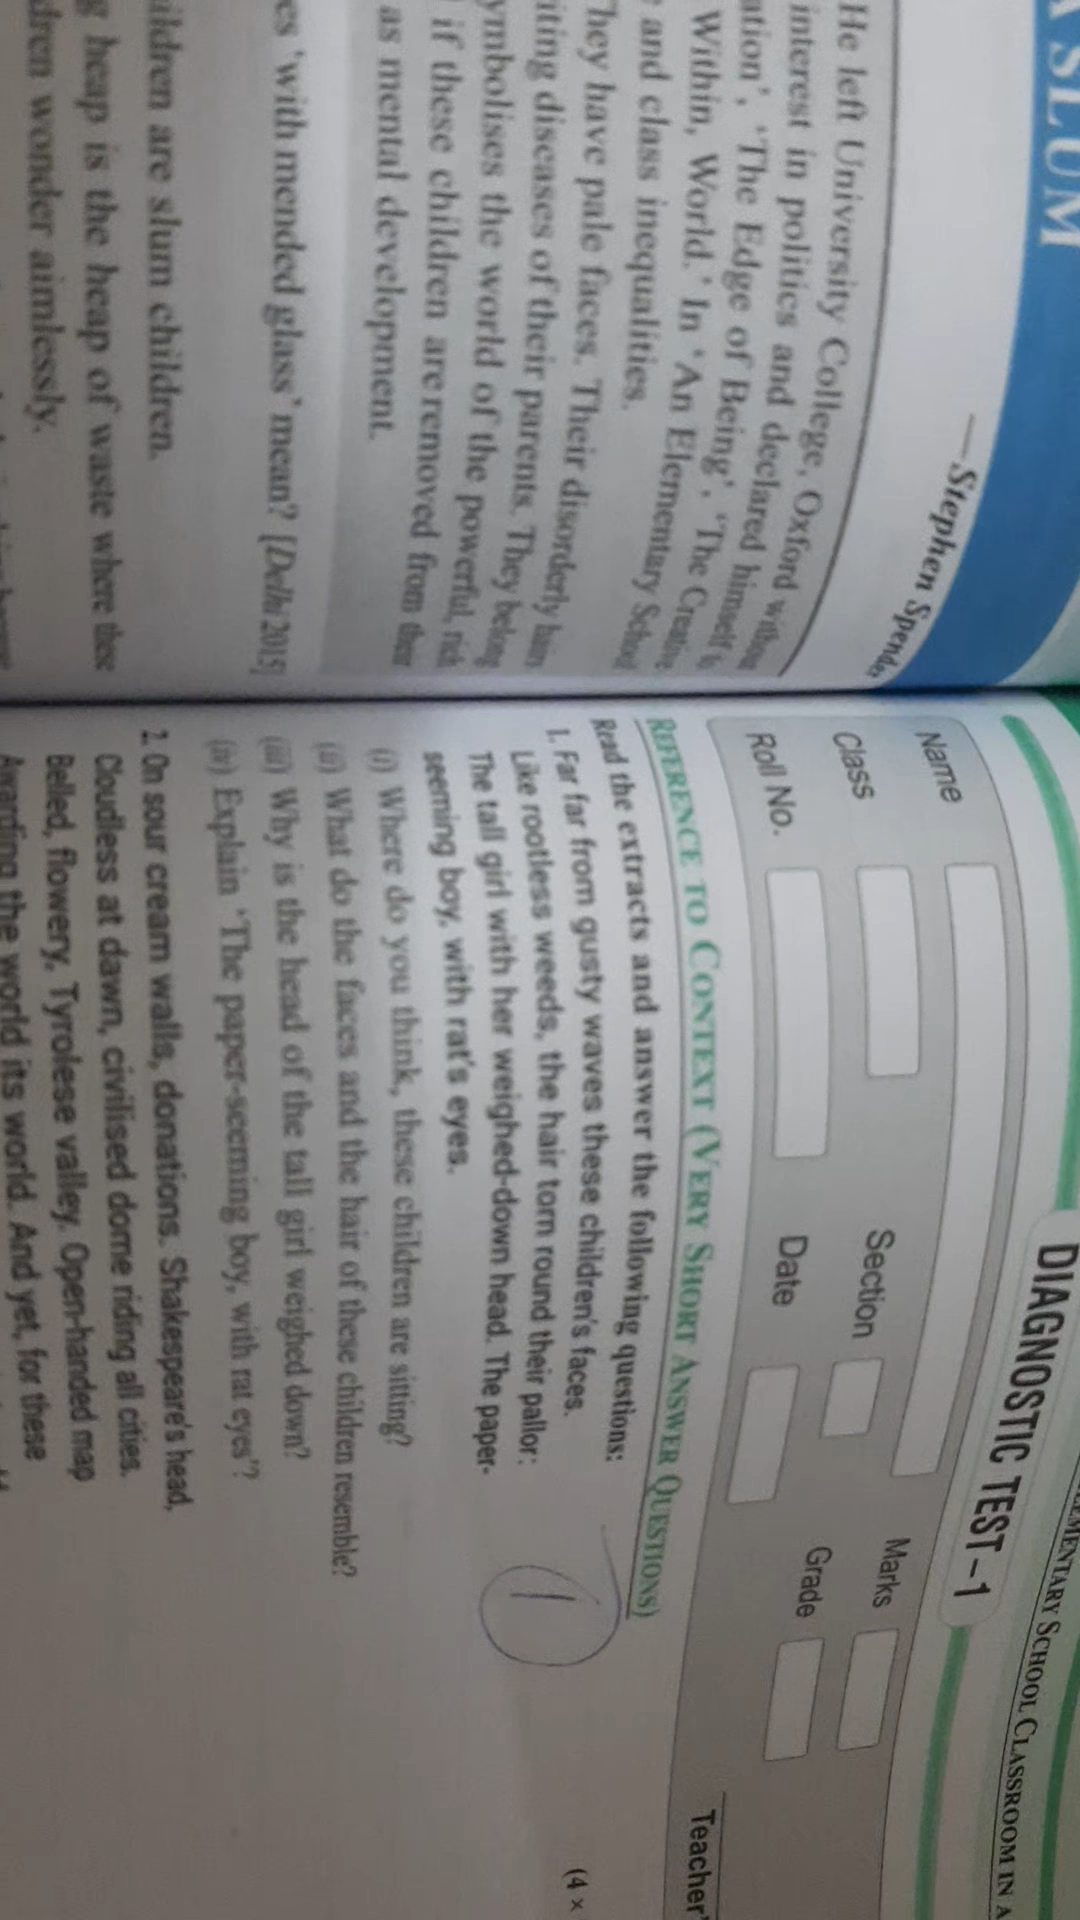 A SLUM
—Stephen Spender
He left University College, Oxford without
interest in politics and declared himself to
ation', 'The Edge of Being', 'The Creative
Within, World.' In 'An Elementary School
and class inequalities.
They have pale faces. Their disorderly hairs
iting diseases of their parents. They belong
ymbolises the world of the powerful, rich
if these children are removed from their
as mental development.
es 'with mended glass' mean? [Delhi 2015]
ildren are slum children.
g heap is the heap of waste where these
dren wonder aimlessly.
EMENTARY SCHOOL CLASSROOM IN A
DIAGNOSTIC TEST–1
Name
Marks
Class
Section
Grade
Roll No.
Date
Teacher'
REFERENCE TO CONTEXT (VERY SHORT ANSWER QUESTIONS)
Read the extracts and answer the following questions:
(4 ×
1. Far far from gusty waves these children's faces.
Like rootless weeds, the hair torn round their pallor:
The tall girl with her weighed-down head. The paper-
seeming boy, with rat's eyes.
1
(i) Where do you think, these children are siting?
(ii) What do the faces and the hair of these children resemble?
(iii) Why is the head of the tall girl weighed down?
(iv) Explain 'The paper-seeming boy, with rat eyes'?
2. On sour cream walls, donations. Shakespeare's head,
Cloudless at dawn, civilised dome riding all cities.
Belled, flowery, Tyrolese valley. Open-handed map
Awarding the world its world. And yet, for these